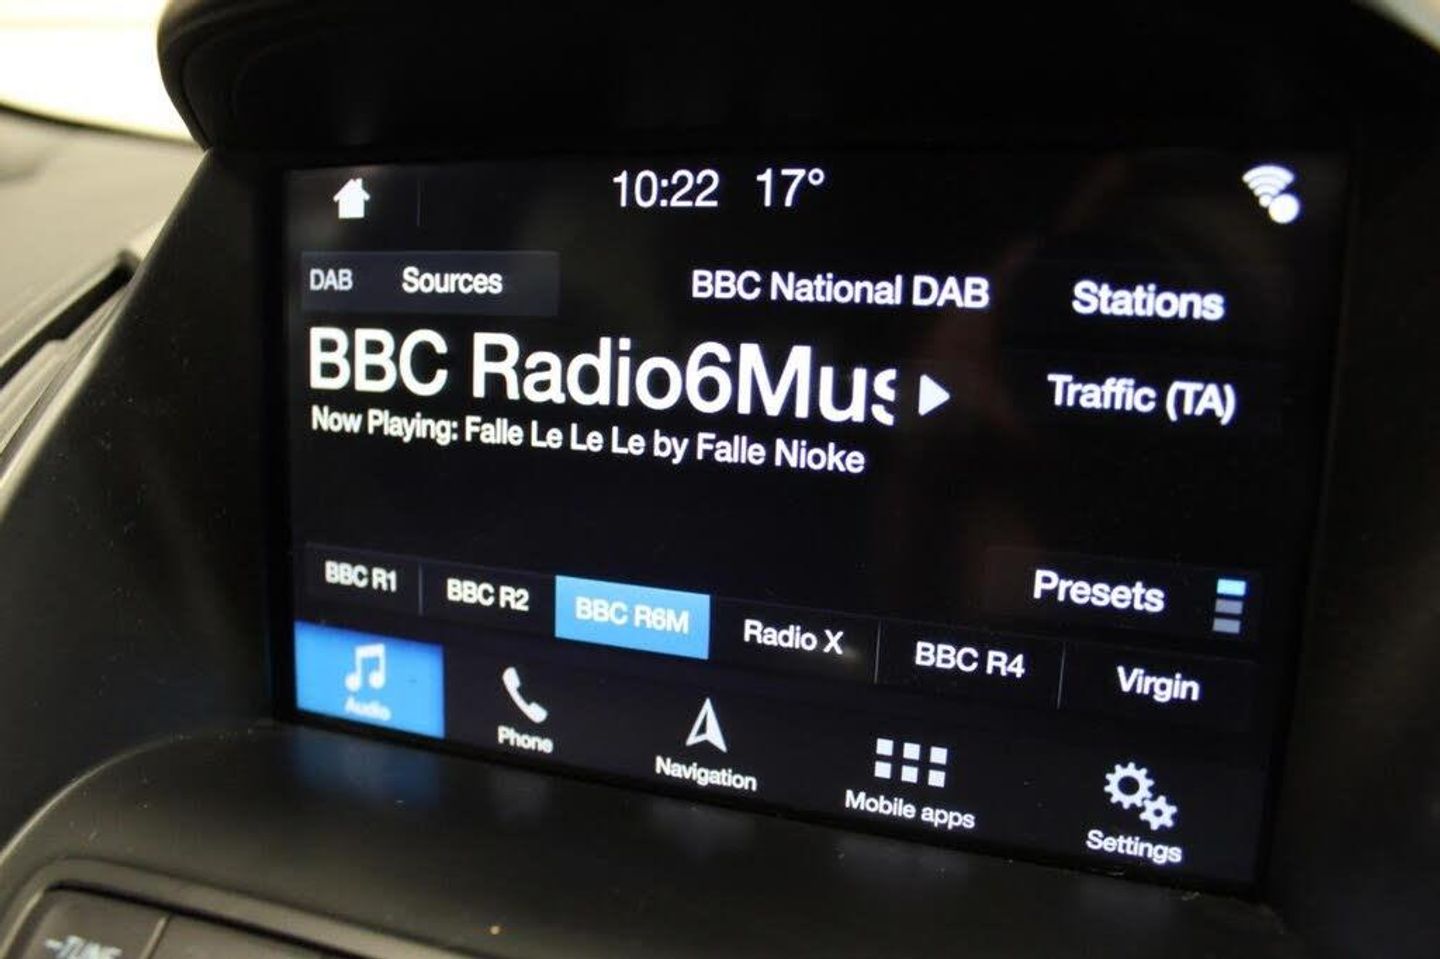 10:22 17°
DAB Sources BBC National DAB Stations
BBC Radio6Mus Traffic (TA)
Now Playing: Falle Le Le Le by Falle Nioke
Presets
BBC R1 BBC R2 BBC R6M Radio X BBC R4 Virgin
Audio Phone Navigation Mobile apps Settings
-TUNE